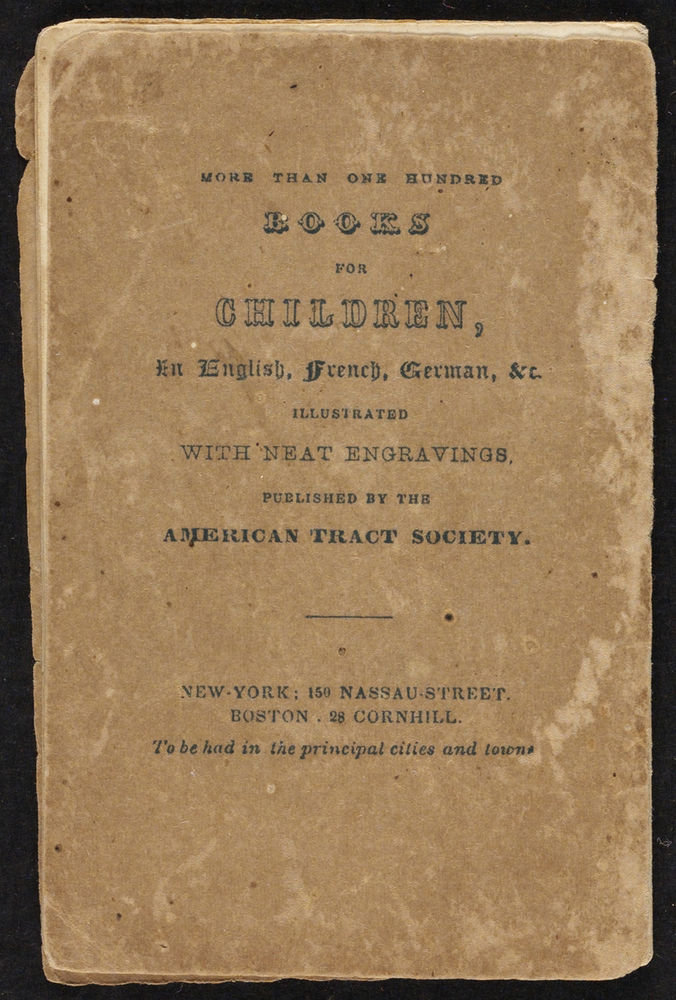 MORE THAN ONE HUNDRED
BOOKS
FOR
CHILDREN,
In English, French, German, &c.
ILLUSTRATED
WITH NEAT ENGRAVINGS,
PUBLISHED BY THE
AMERICAN TRACT SOCIETY.
NEW-YORK; 150 NASSAU-STREET.
BOSTON . 28 CORNHILL.
To be had in the principal cities and towns